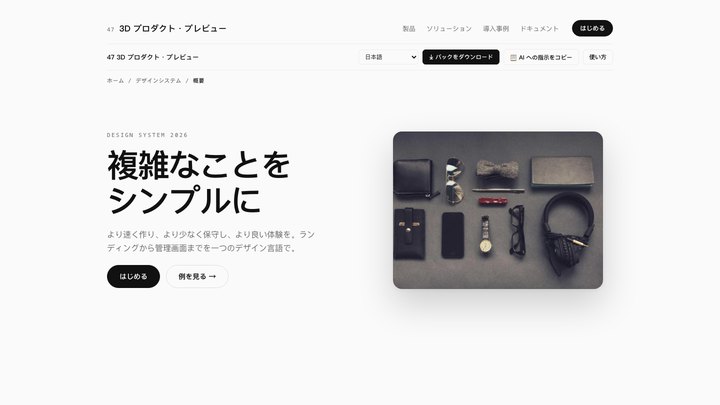 47 3D プロダクト・プレビュー
製品 ソリューション 導入事例 ドキュメント はじめる
47 3D プロダクト・プレビュー
日本語 パックをダウンロード AI への指示をコピー 使い方
ホーム / デザインシステム / 概要
DESIGN SYSTEM 2026
複雑なことを
シンプルに
より速く作り、より少なく保守し、より良い体験を。ラン
ディングから管理画面までを一つのデザイン言語で。
はじめる 例を見る →